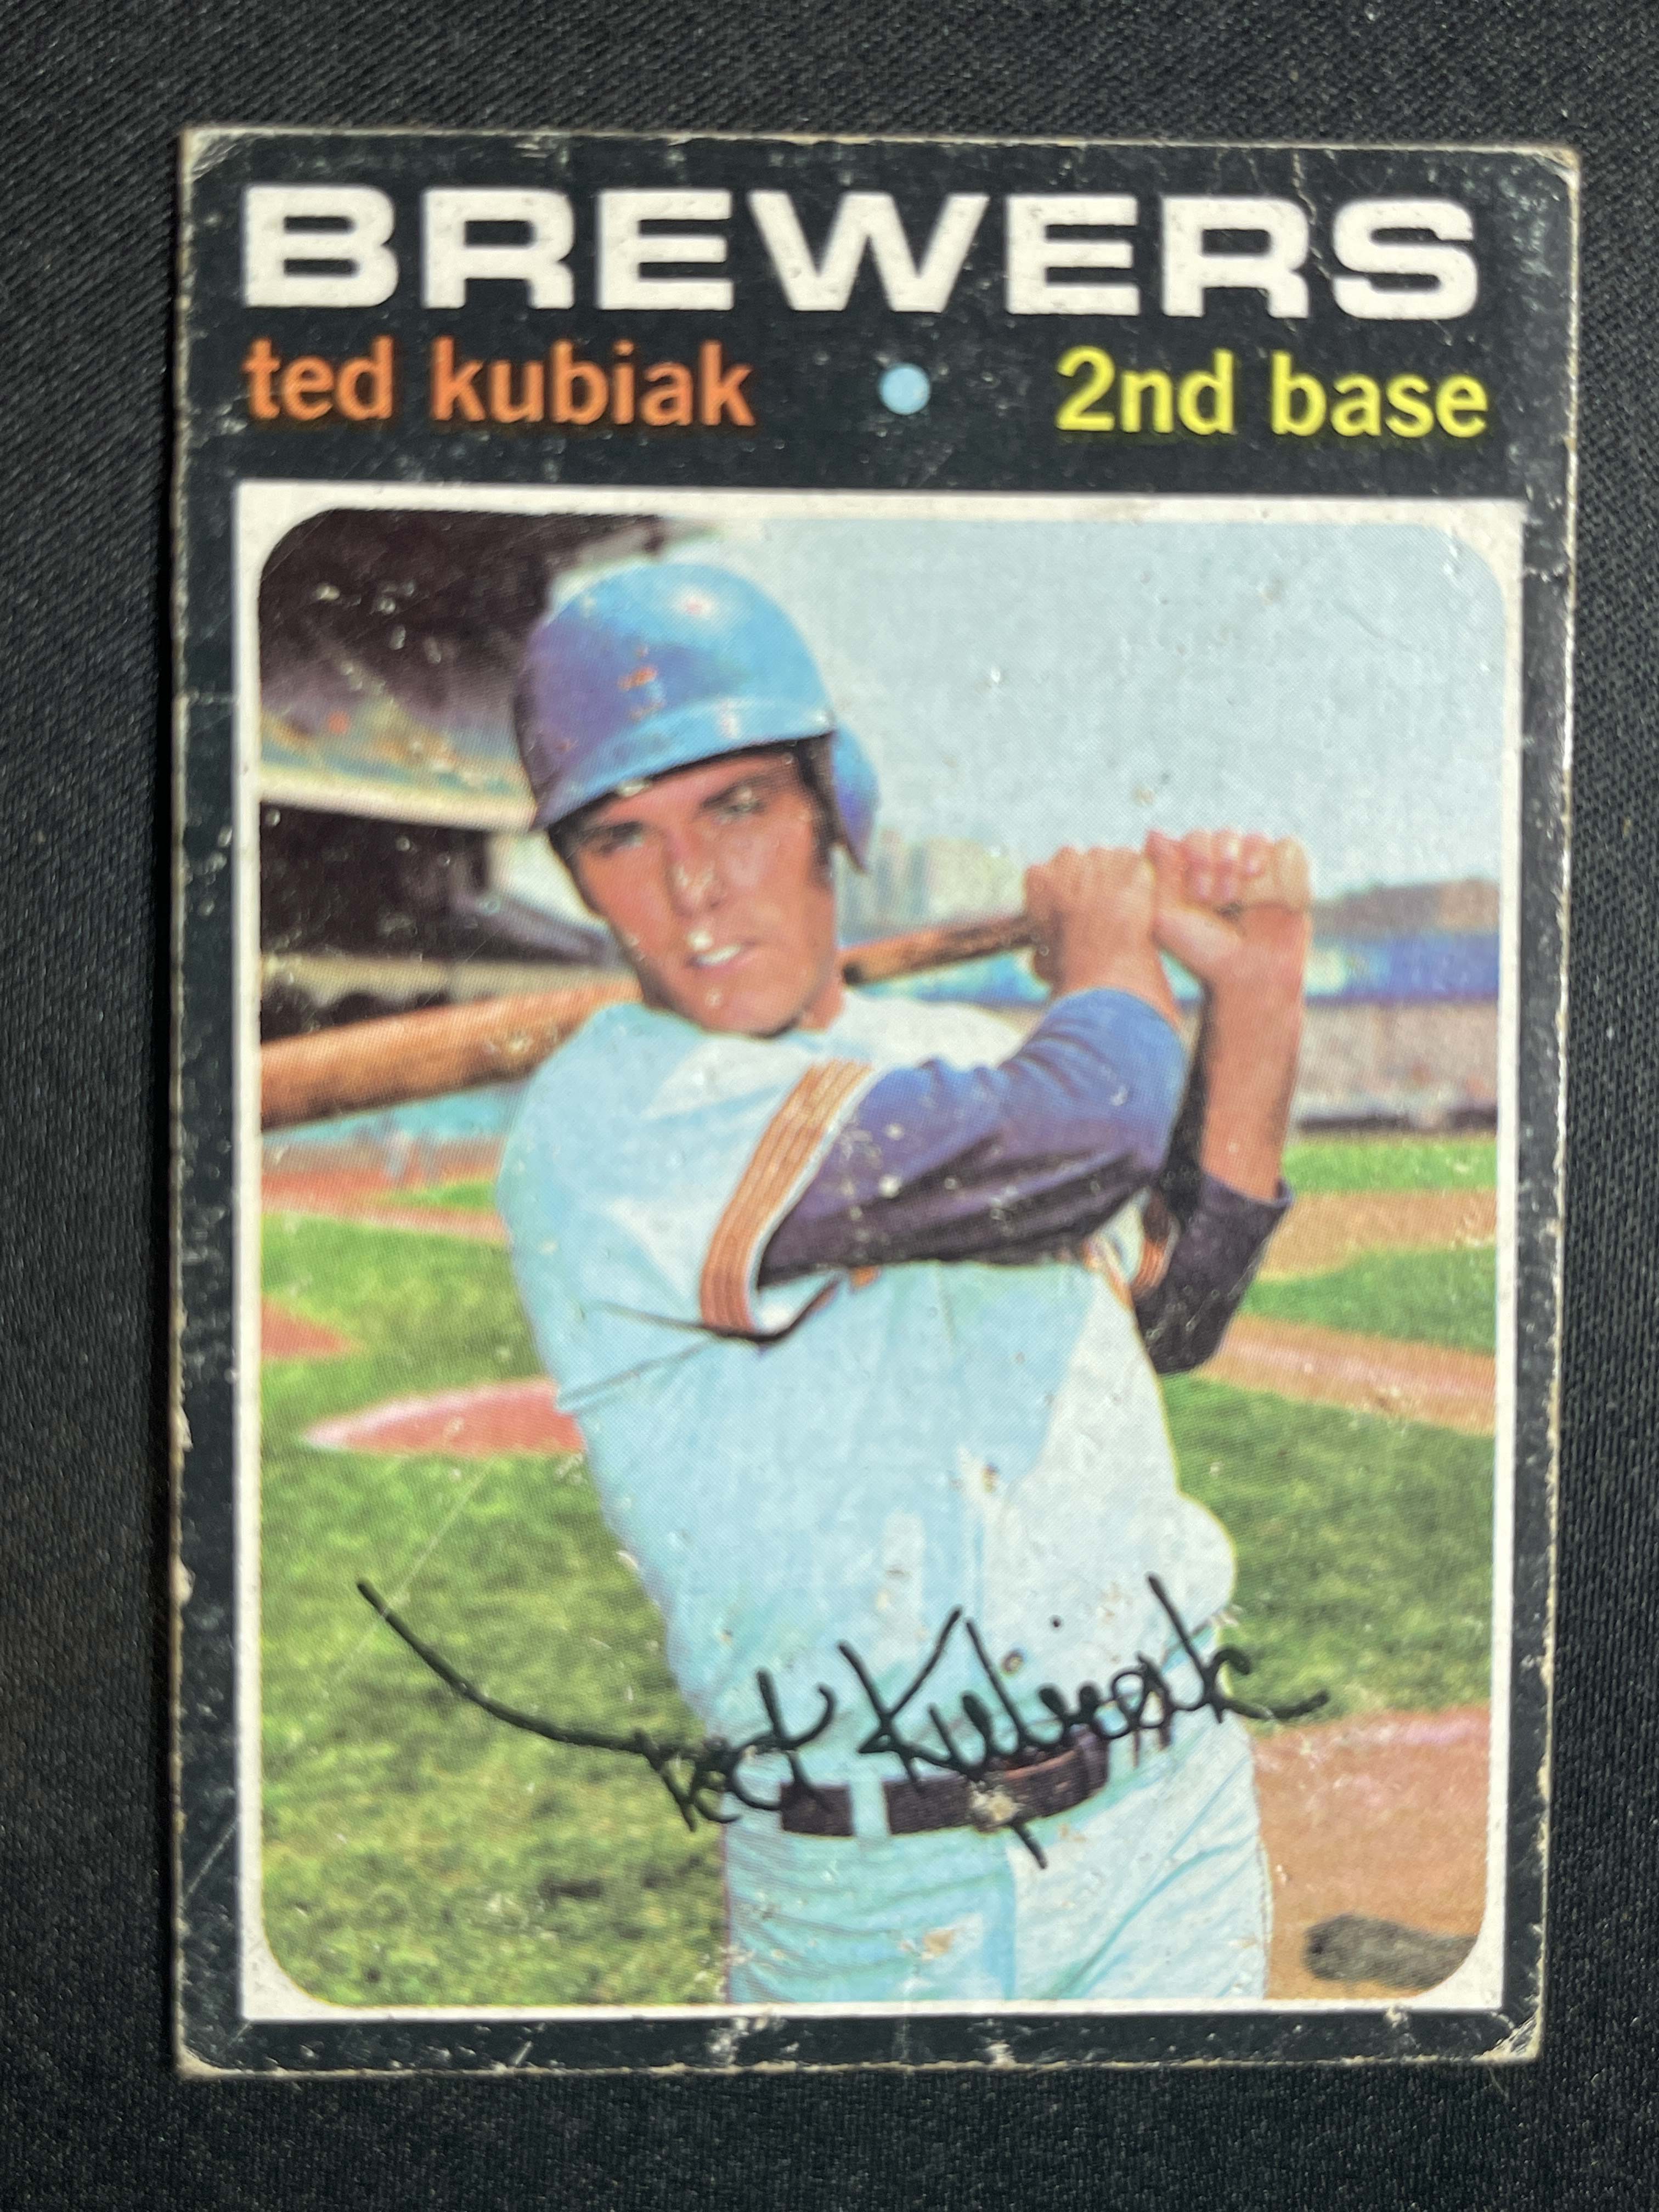 BREWERS
ted kubiak • 2nd base
Ted Kubiak